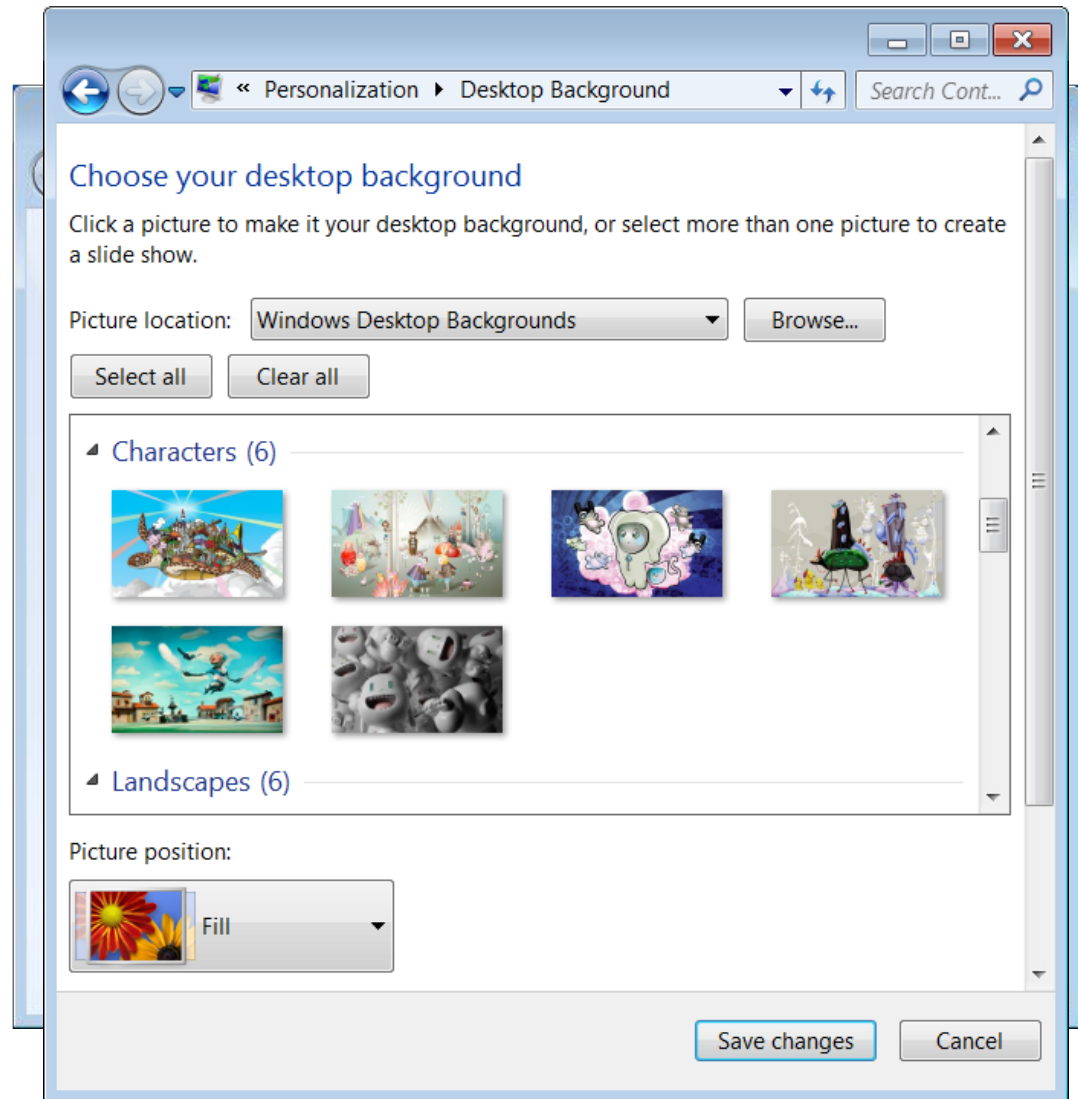 « Personalization ▸ Desktop Background
Search Cont...
Choose your desktop background
Click a picture to make it your desktop background, or select more than one picture to create
a slide show.
Picture location: Windows Desktop Backgrounds Browse...
Select all Clear all
Characters (6)
Landscapes (6)
Picture position:
Fill
Save changes Cancel